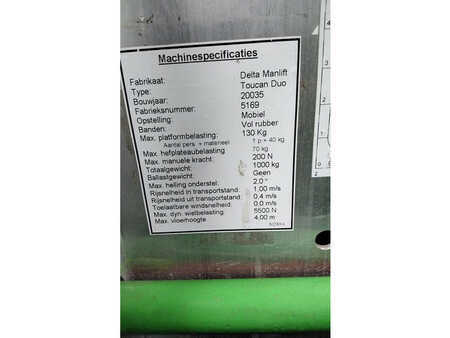 Machinespecificaties
Fabrikaat: Delta Manlift
Type: Toucan Duo
Bouwjaar: 20035
Fabrieksnummer: 5169
Opstelling: Mobiel
Banden: Vol rubber
Max. platformbelasting: 130 Kg
Aantal pers. + materieel 1 p + 40 kg
Max. hefplateaubelasting 70 kg
Max. manuele kracht: 200 N
Totaalgewicht: 1000 kg
Ballastgewicht: Geen
Max. helling onderstel: 2.0 °
Rijsnelheid in transportstand: 1.00 m/s
Rijsnelheid uit transportstand: 0.4 m/s
Toelaatbare windsnelheid: 0.0 m/s
Max. dyn. wielbelasting: 5500 N
Max. vloerhoogte: 4.00 m